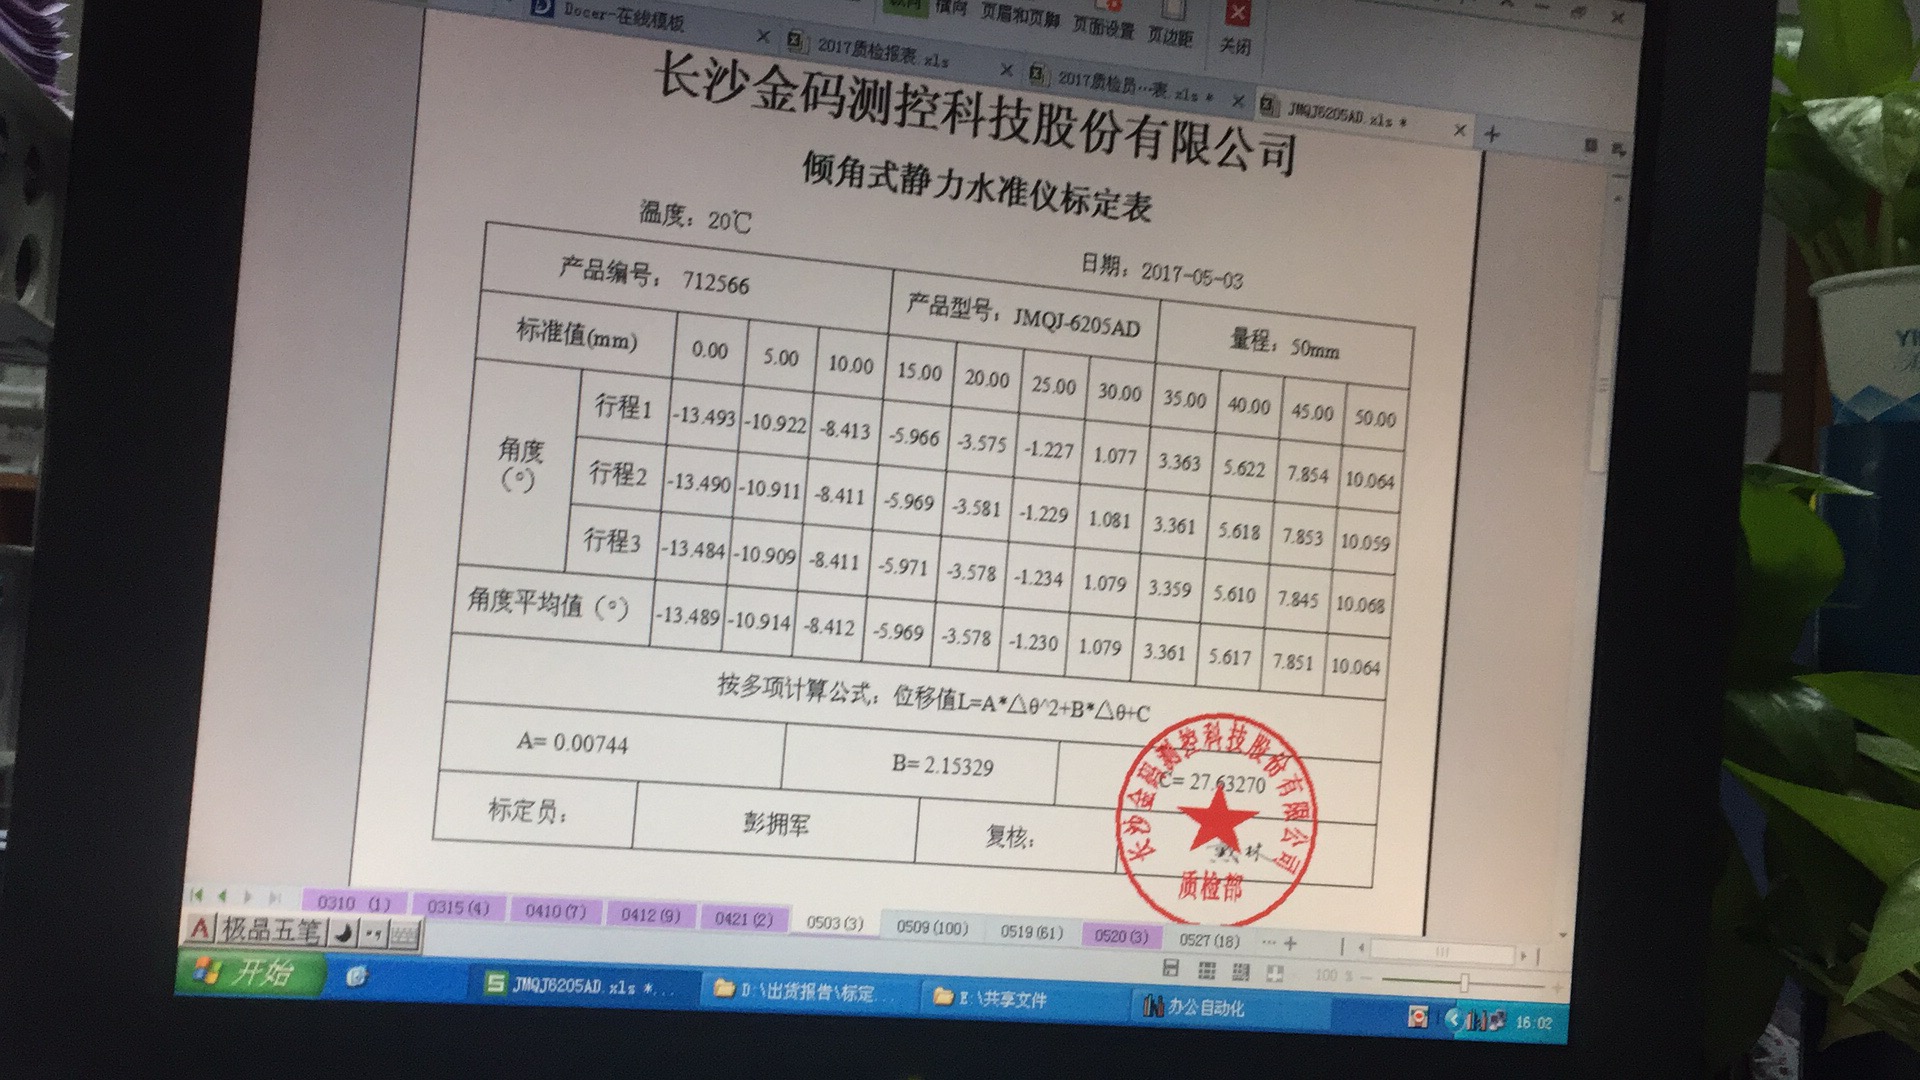 Docer-在线模板
横向 页眉和页脚 页面设置 页边距 关闭
2017质检报表.xls
2017质检员…表.xls *
JMQJ6205AD.xls *
长沙金码测控科技股份有限公司
倾角式静力水准仪标定表
温度：20℃ 日期：2017-05-03
产品编号： 712566 产品型号：JMQJ-6205AD 量程：50mm
标准值(mm) 0.00 5.00 10.00 15.00 20.00 25.00 30.00 35.00 40.00 45.00 50.00
角度(°)
行程1 -13.493 -10.922 -8.413 -5.966 -3.575 -1.227 1.077 3.363 5.622 7.854 10.064
行程2 -13.490 -10.911 -8.411 -5.969 -3.581 -1.229 1.081 3.361 5.618 7.853 10.059
行程3 -13.484 -10.909 -8.411 -5.971 -3.578 -1.234 1.079 3.359 5.610 7.845 10.068
角度平均值（°） -13.489 -10.914 -8.412 -5.969 -3.578 -1.230 1.079 3.361 5.617 7.851 10.064
按多项计算公式：位移值L=A*△θ^2+B*△θ+C
A= 0.00744 B= 2.15329 C= 27.63270
标定员： 彭拥军 复核：
长沙金码测控科技股份有限公司
质检部
0310 (1) 0315(4) 0410(7) 0412(9) 0421(2) 0503(3) 0509(100) 0519(61) 0520(3) 0527(18) ...
极品五笔
100 %
开始 JMQJ6205AD.xls *... D:\出货报告\标定... E:\共享文件 办公自动化 16:02